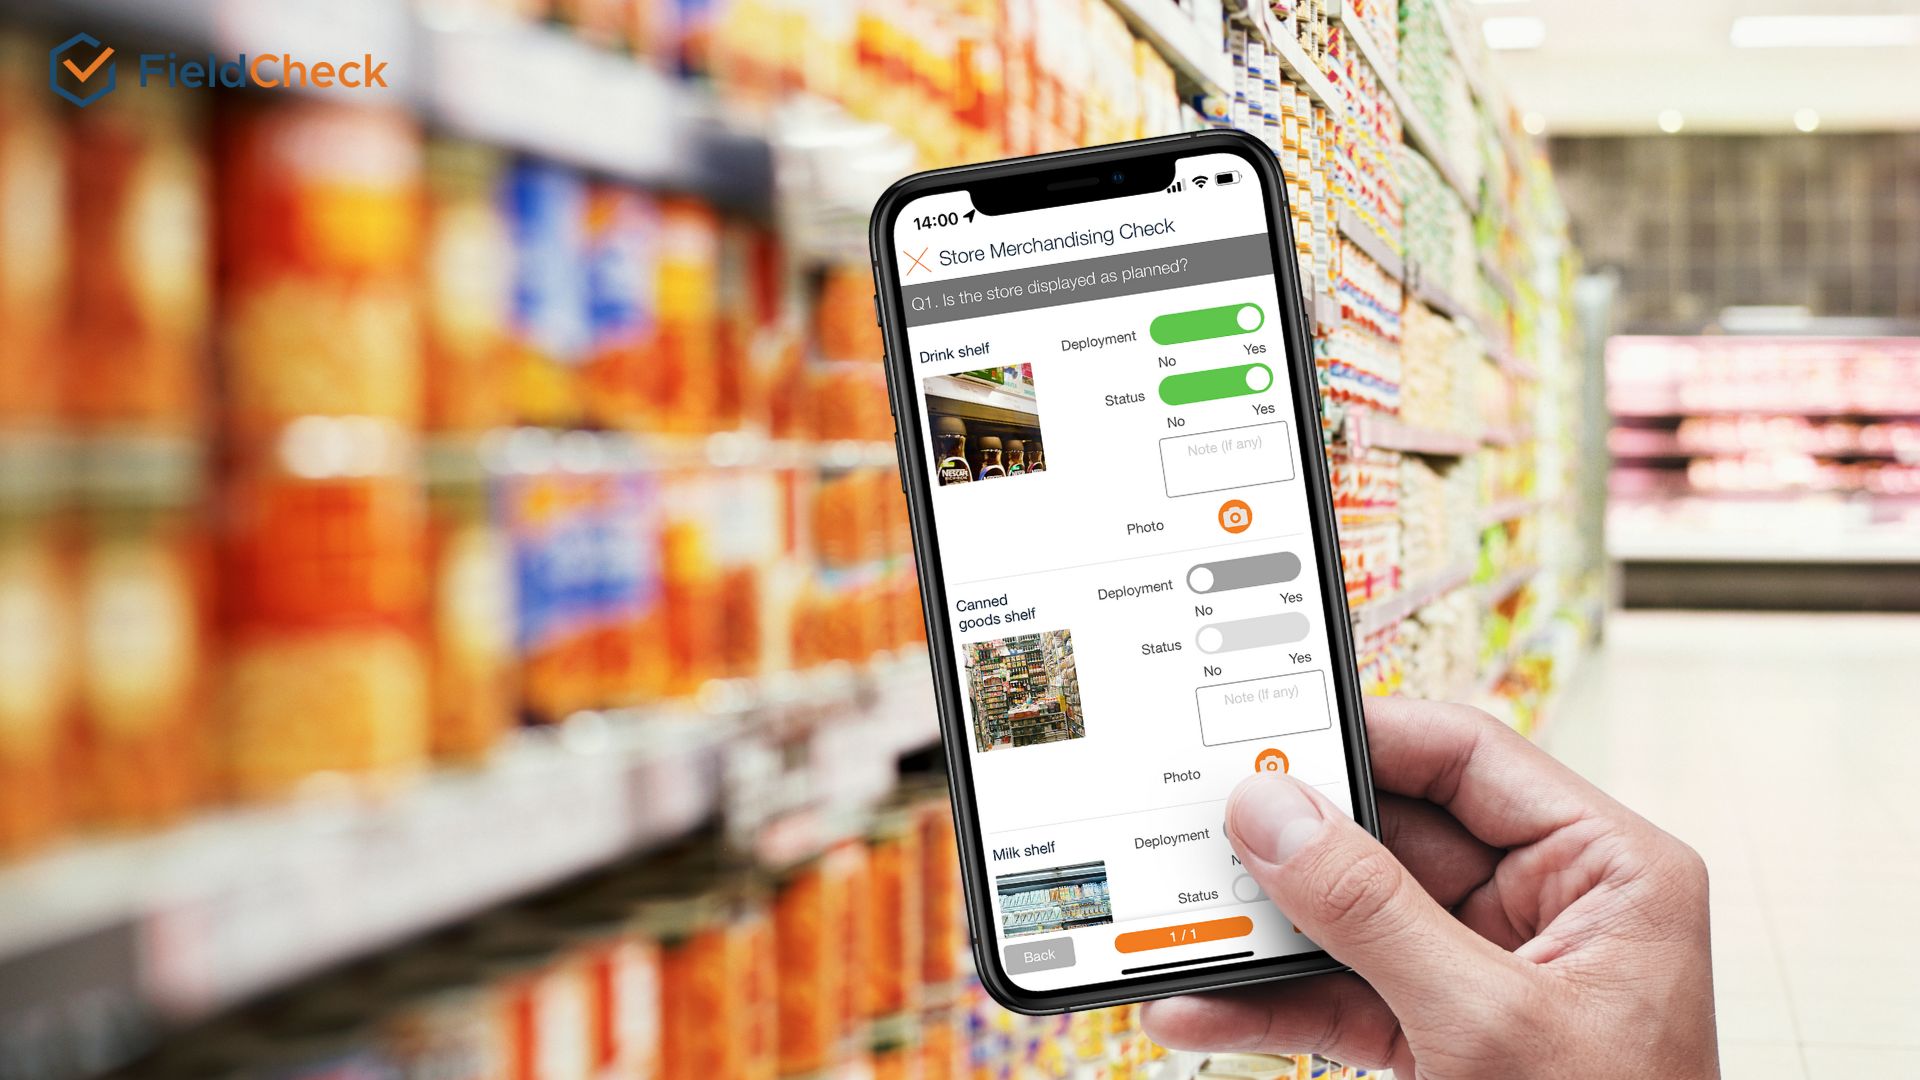 FieldCheck
14:00
Store Merchandising Check
Q1. Is the store displayed as planned?
Drink shelf
Deployment
No Yes
Status
No Yes
NESCAFE
Note (If any)
Photo
Canned
goods shelf
Deployment
No Yes
Status
No Yes
Note (If any)
Photo
Milk shelf
Deployment
Status
Back
1 / 1